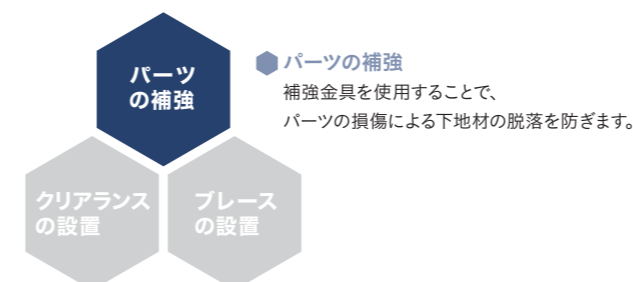 パーツ
の補強
パーツの補強
補強金具を使用することで、
パーツの損傷による下地材の脱落を防ぎます。
クリアランス
の設置
ブレース
の設置